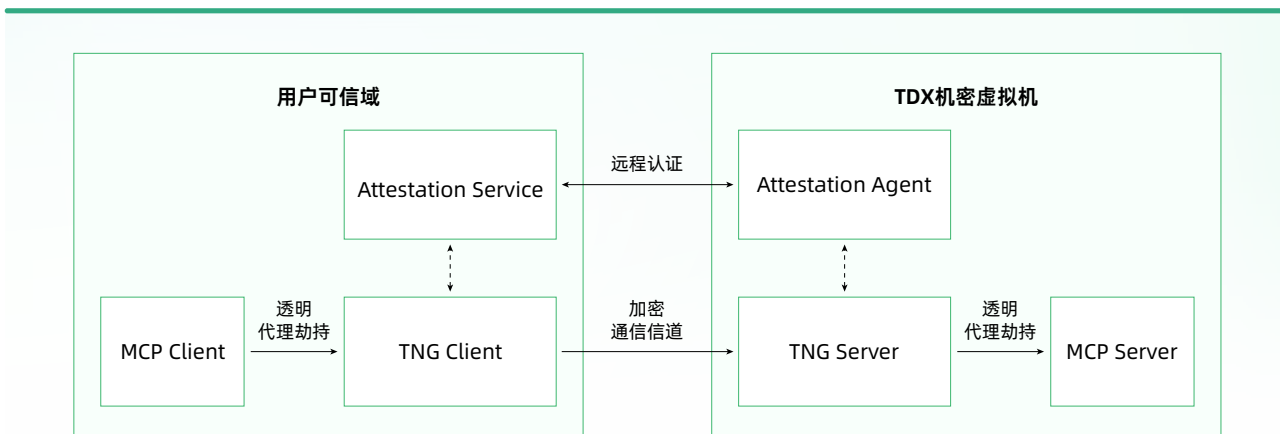 用户可信域
TDX机密虚拟机
Attestation Service
远程认证
Attestation Agent
MCP Client
透明
代理劫持
TNG Client
加密
通信信道
TNG Server
透明
代理劫持
MCP Server